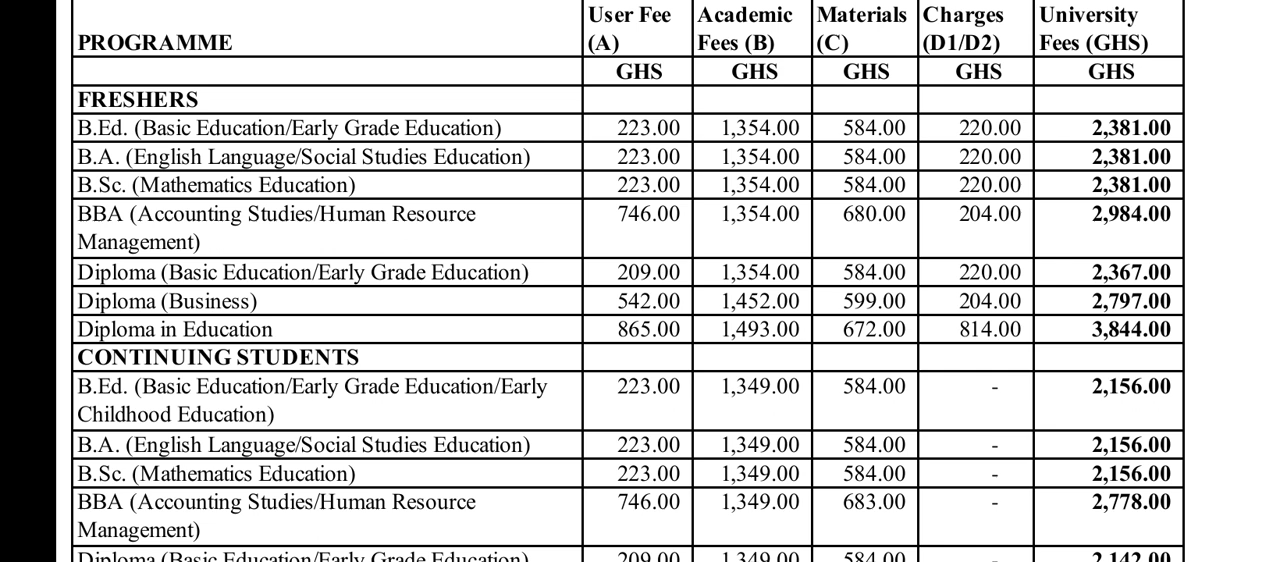 User Fee Academic Materials Charges University
PROGRAMME (A) Fees (B) (C) (D1/D2) Fees (GHS)
GHS GHS GHS GHS GHS
FRESHERS
B.Ed. (Basic Education/Early Grade Education) 223.00 1,354.00 584.00 220.00 2,381.00
B.A. (English Language/Social Studies Education) 223.00 1,354.00 584.00 220.00 2,381.00
B.Sc. (Mathematics Education) 223.00 1,354.00 584.00 220.00 2,381.00
BBA (Accounting Studies/Human Resource 746.00 1,354.00 680.00 204.00 2,984.00
Management)
Diploma (Basic Education/Early Grade Education) 209.00 1,354.00 584.00 220.00 2,367.00
Diploma (Business) 542.00 1,452.00 599.00 204.00 2,797.00
Diploma in Education 865.00 1,493.00 672.00 814.00 3,844.00
CONTINUING STUDENTS
B.Ed. (Basic Education/Early Grade Education/Early 223.00 1,349.00 584.00 - 2,156.00
Childhood Education)
B.A. (English Language/Social Studies Education) 223.00 1,349.00 584.00 - 2,156.00
B.Sc. (Mathematics Education) 223.00 1,349.00 584.00 - 2,156.00
BBA (Accounting Studies/Human Resource 746.00 1,349.00 683.00 - 2,778.00
Management)
Diploma (Basic Education/Early Grade Education) 209.00 1,349.00 584.00 - 2,142.00